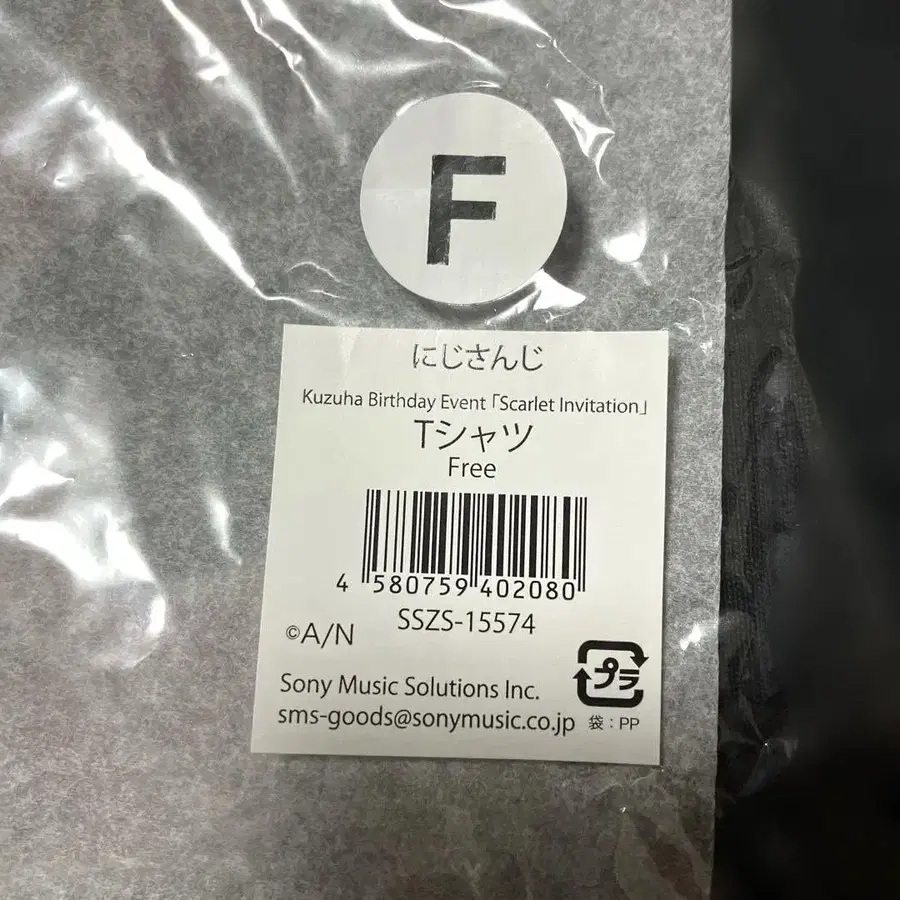 F
にじさんじ
Kuzuha Birthday Event「Scarlet Invitation」
Tシャツ
Free
4 580759 402080
SSZS-15574
©A/N
プラ
Sony Music Solutions Inc.
sms-goods@sonymusic.co.jp
袋：PP